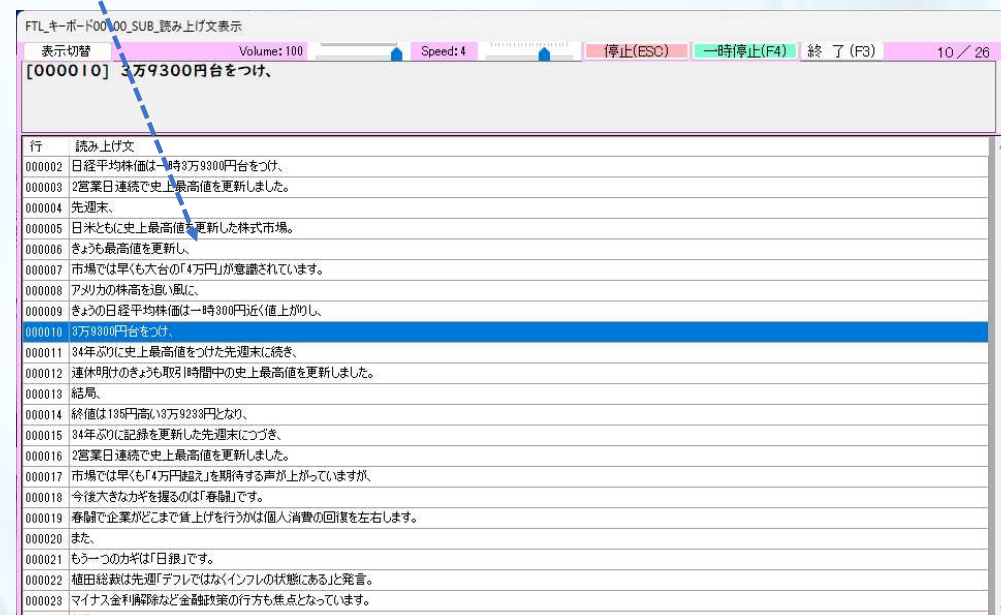 FTL_キーボード00100_SUB_読み上げ文表示
表示切替 Volume: 100 Speed: 4 停止(ESC) 一時停止(F4) 終 了 (F3) 10 / 26
[000010] 3万9300円台をつけ、
行 読み上げ文
000002 日経平均株価は一時3万9300円台をつけ、
000003 2営業日連続で史上最高値を更新しました。
000004 先週末、
000005 日米ともに史上最高値を更新した株式市場。
000006 きょうも最高値を更新し、
000007 市場では早くも大台の「4万円」が意識されています。
000008 アメリカの株高を追い風に、
000009 きょうの日経平均株価は一時300円近く値上がりし、
000010 3万9300円台をつけ、
000011 34年ぶりに史上最高値をつけた先週末に続き、
000012 連休明けのきょうも取引時間中の史上最高値を更新しました。
000013 結局、
000014 終値は135円高い3万9233円となり、
000015 34年ぶりに記録を更新した先週末につづき、
000016 2営業日連続で史上最高値を更新しました。
000017 市場では早くも「4万円超え」を期待する声が上がっていますが、
000018 今後大きなカギを握るのは「春闘」です。
000019 春闘で企業がどこまで賃上げを行うかは個人消費の回復を左右します。
000020 また、
000021 もう一つのカギは「日銀」です。
000022 植田総裁は先週「デフレではなくインフレの状態にある」と発言。
000023 マイナス金利解除など金融政策の行方も焦点となっています。